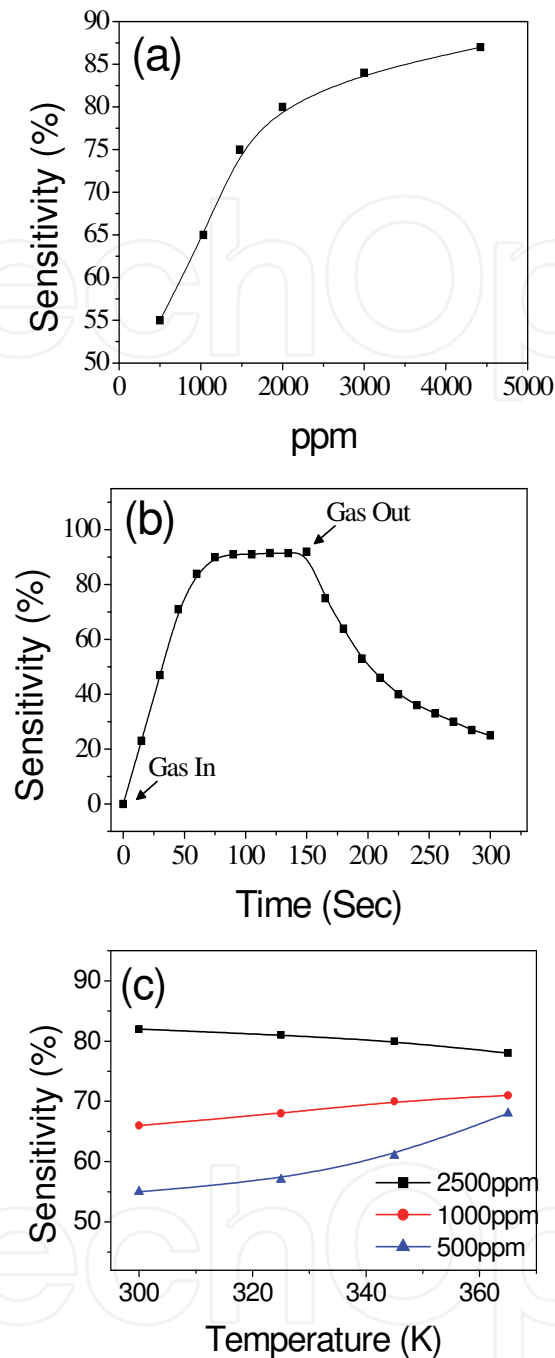 (a)
Sensitivity (%)
90
85
80
75
70
65
60
55
50
0 1000 2000 3000 4000 5000
ppm
(b)
Gas Out
Sensitivity (%)
100
80
60
40
20
0
Gas In
0 50 100 150 200 250 300
Time (Sec)
(c)
Sensitivity (%)
90
80
70
60
50
2500ppm
1000ppm
500ppm
300 320 340 360
Temperature (K)